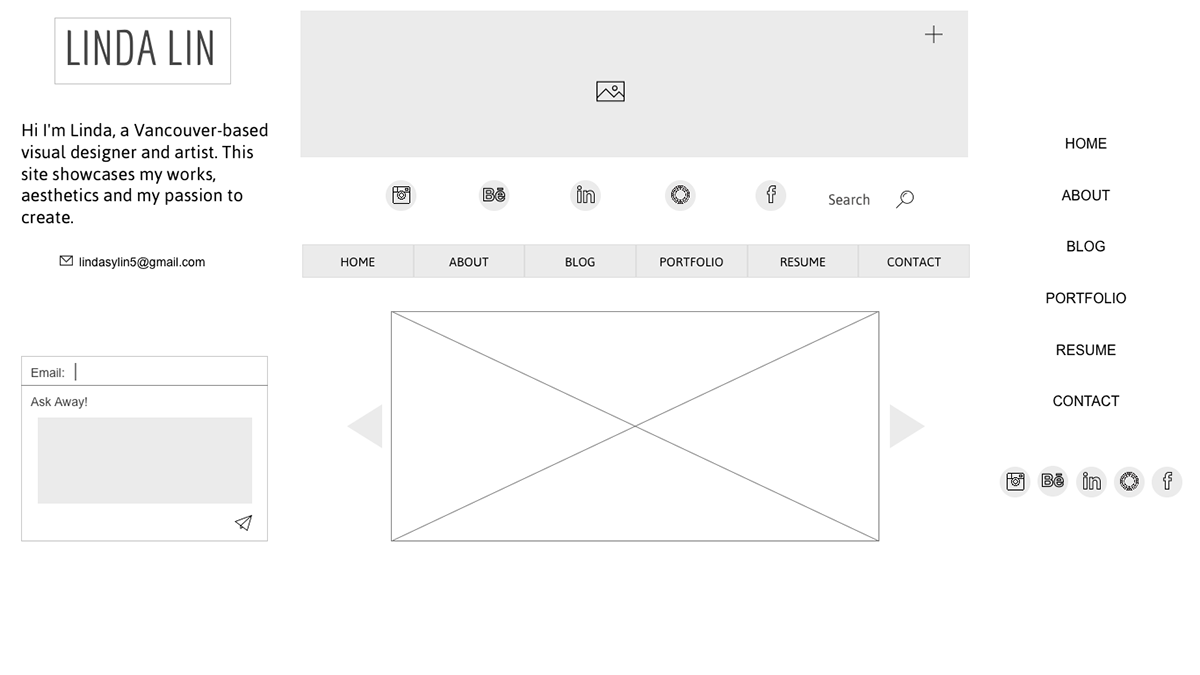 LINDA LIN
Hi I'm Linda, a Vancouver-based
visual designer and artist. This
site showcases my works,
aesthetics and my passion to
create.
lindasylin5@gmail.com
Email:
Ask Away!
Bē in f Search
HOME ABOUT BLOG PORTFOLIO RESUME CONTACT
HOME
ABOUT
BLOG
PORTFOLIO
RESUME
CONTACT
Bē in f